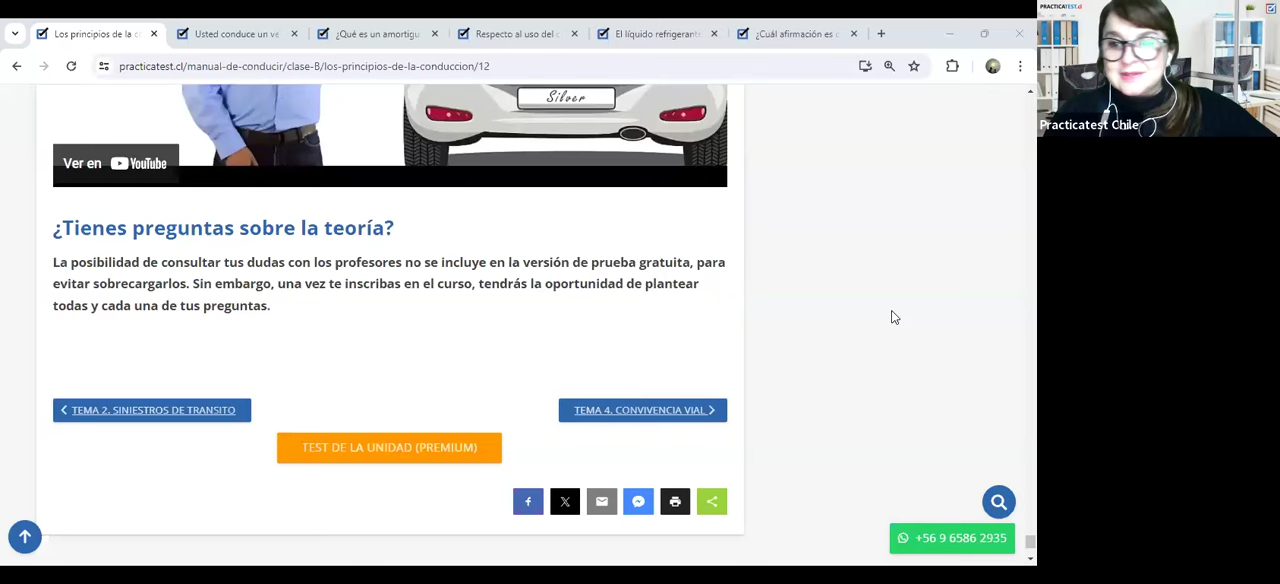 Los principios de la c
Usted conduce un ve
¿Qué es un amortigu
Respecto al uso del c
El líquido refrigerante
¿Cuál afirmación es c
practicatest.cl/manual-de-conducir/clase-B/los-principios-de-la-conduccion/12
PRACTICATEST.cl
Practicatest Chile
Silver
Ver en YouTube
¿Tienes preguntas sobre la teoría?
La posibilidad de consultar tus dudas con los profesores no se incluye en la versión de prueba gratuita, para
evitar sobrecargarlos. Sin embargo, una vez te inscribas en el curso, tendrás la oportunidad de plantear
todas y cada una de tus preguntas.
TEMA 2. SINIESTROS DE TRANSITO
TEMA 4. CONVIVENCIA VIAL
TEST DE LA UNIDAD (PREMIUM)
+56 9 6586 2935